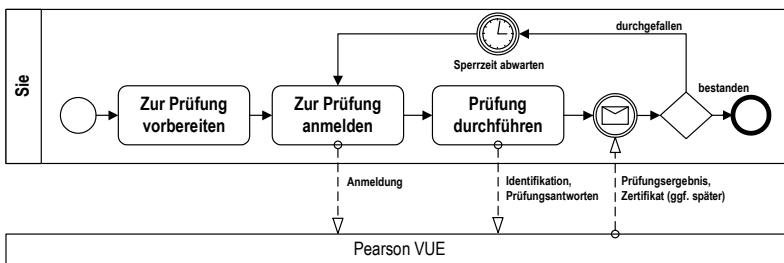 durchgefallen
Sperrzeit abwarten
Sie
bestanden
Zur Prüfung
vorbereiten
Zur Prüfung
anmelden
Prüfung
durchführen
Anmeldung
Identifikation,
Prüfungsantworten
Prüfungsergebnis,
Zertifikat (ggf. später)
Pearson VUE